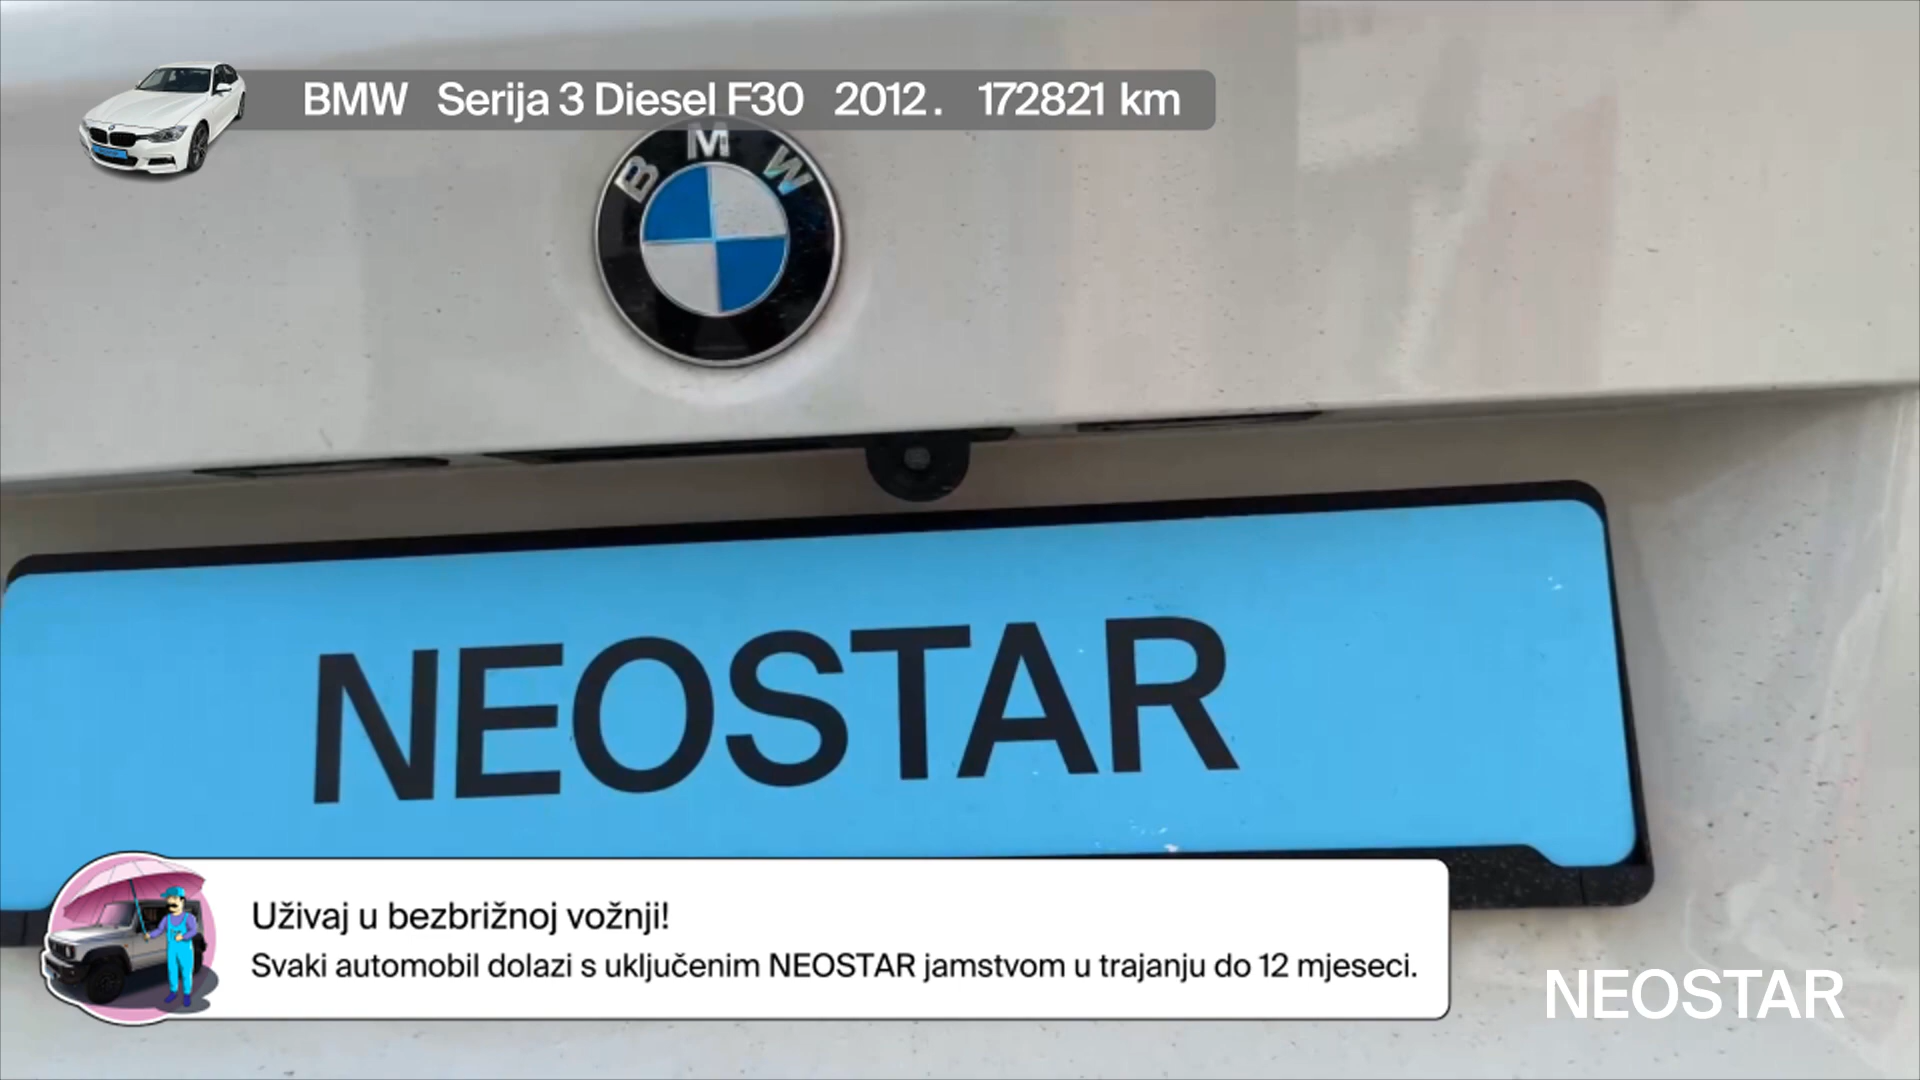 BMW Serija 3 Diesel F30 2012. 172821 km
BMW
NEOSTAR
Uživaj u bezbrižnoj vožnji!
Svaki automobil dolazi s uključenim NEOSTAR jamstvom u trajanju do 12 mjeseci.
NEOSTAR